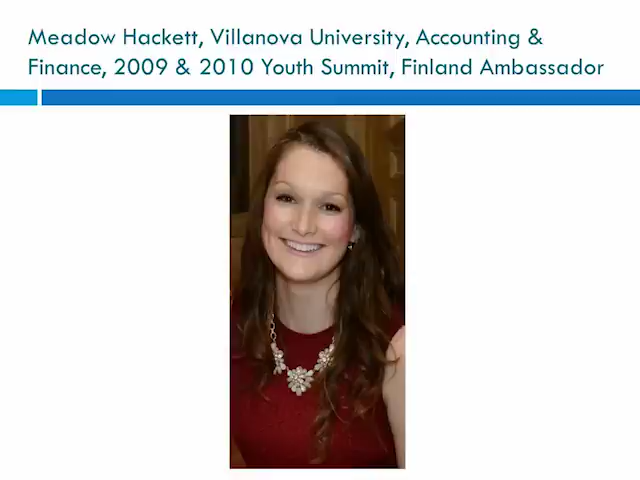 Meadow Hackett, Villanova University, Accounting &
Finance, 2009 & 2010 Youth Summit, Finland Ambassador